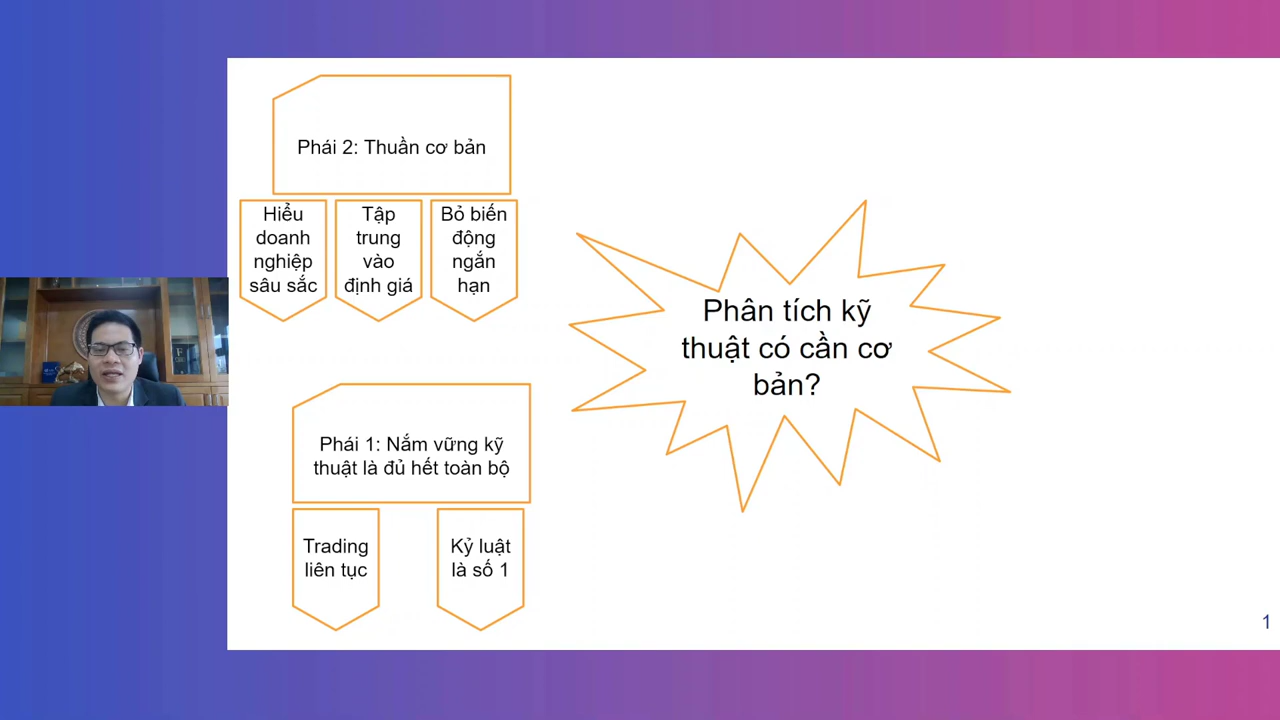 Phái 2: Thuần cơ bản
Hiểu
doanh
nghiệp
sâu sắc
Tập
trung
vào
định giá
Bỏ biến
động
ngắn
hạn
Phân tích kỹ
thuật có cần cơ
bản?
Phái 1: Nắm vững kỹ
thuật là đủ hết toàn bộ
Trading
liên tục
Kỷ luật
là số 1
1